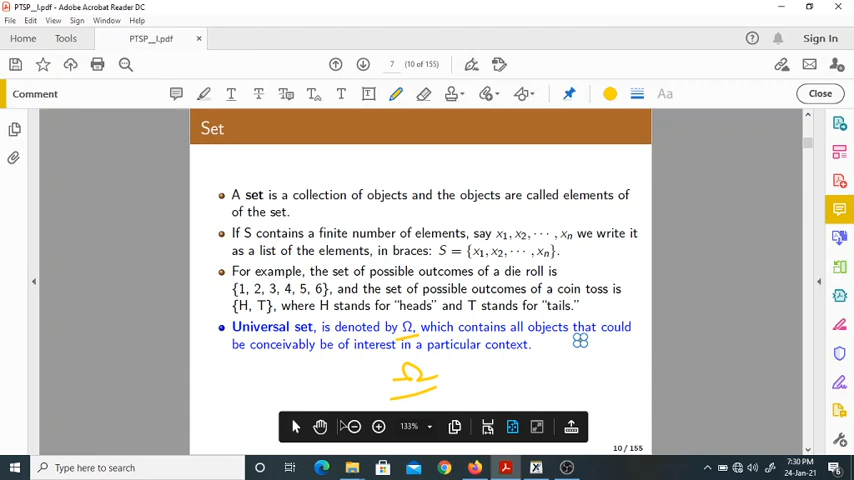 PTSP__I.pdf - Adobe Acrobat Reader DC
File Edit View Sign Window Help
Home Tools PTSP__I.pdf × Sign In
7 (10 of 155)
Comment Aa Close
Set
A set is a collection of objects and the objects are called elements of
of the set.
If S contains a finite number of elements, say x₁, x₂, ⋯ , xₙ we write it
as a list of the elements, in braces: S = {x₁, x₂, ⋯ , xₙ}.
For example, the set of possible outcomes of a die roll is
{1, 2, 3, 4, 5, 6}, and the set of possible outcomes of a coin toss is
{H, T}, where H stands for “heads” and T stands for “tails.”
Universal set, is denoted by Ω, which contains all objects that could
be conceivably be of interest in a particular context.
Ω
133%
10 / 155
Type here to search
7:30 PM
24-Jan-21
6